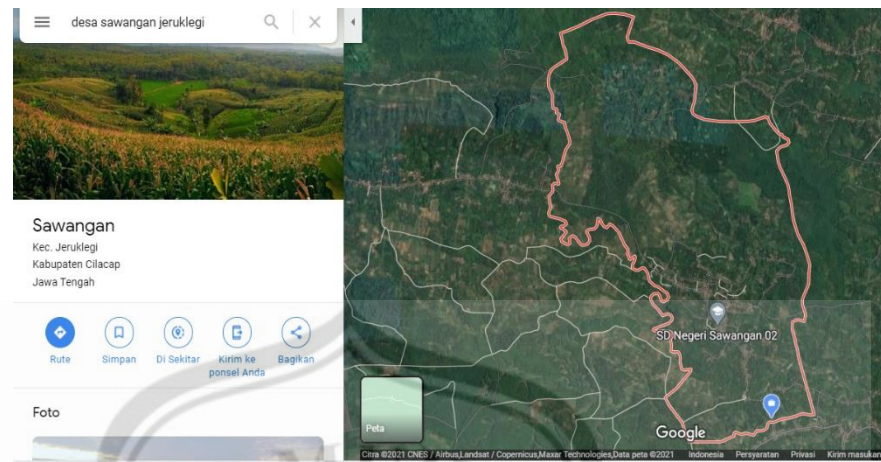 desa sawangan jeruklegi
Sawangan
Kec. Jeruklegi
Kabupaten Cilacap
Jawa Tengah
Rute
Simpan
Di Sekitar
Kirim ke
ponsel Anda
Bagikan
Foto
SD Negeri Sawangan 02
Peta
Google
Citra ©2021 CNES / Airbus,Landsat / Copernicus,Maxar Technologies,Data peta ©2021 Indonesia Persyaratan Privasi Kirim masukan